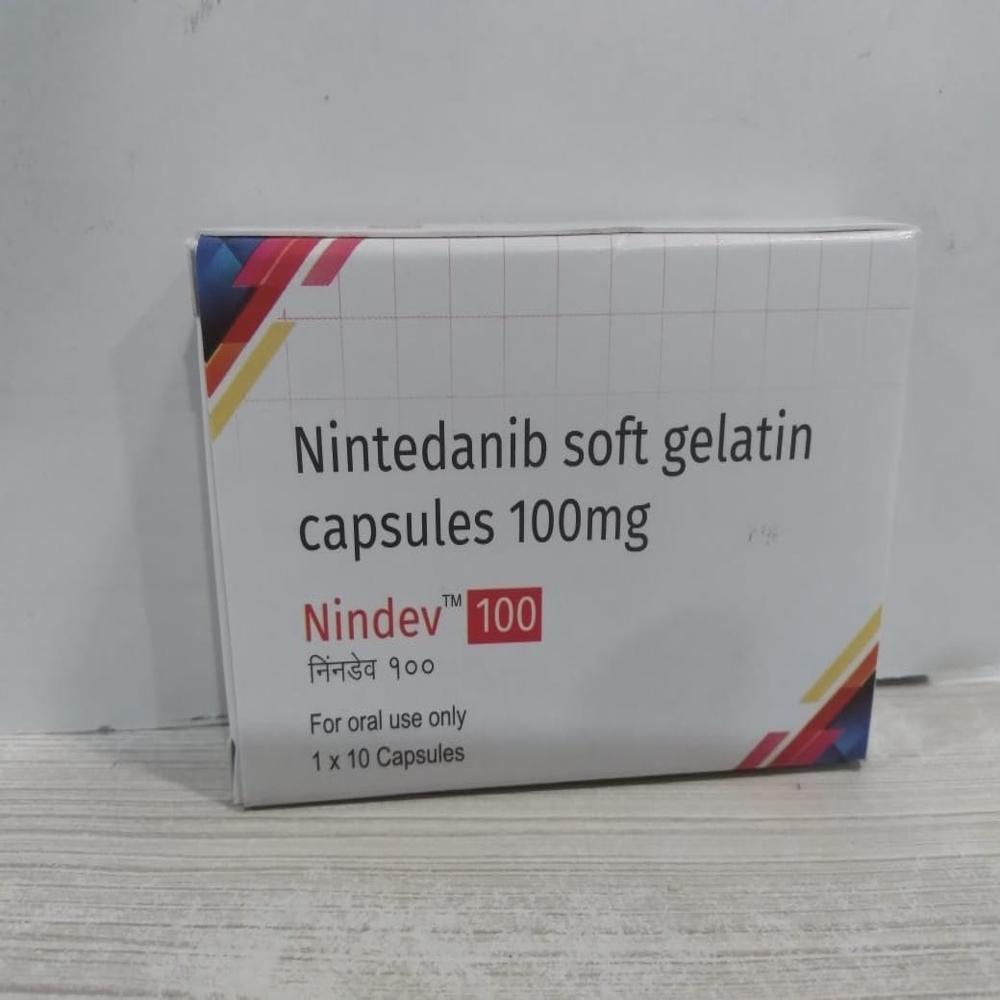 Nintedanib soft gelatin
capsules 100mg
Nindev™ 100
निंनडेव १००
For oral use only
1 x 10 Capsules